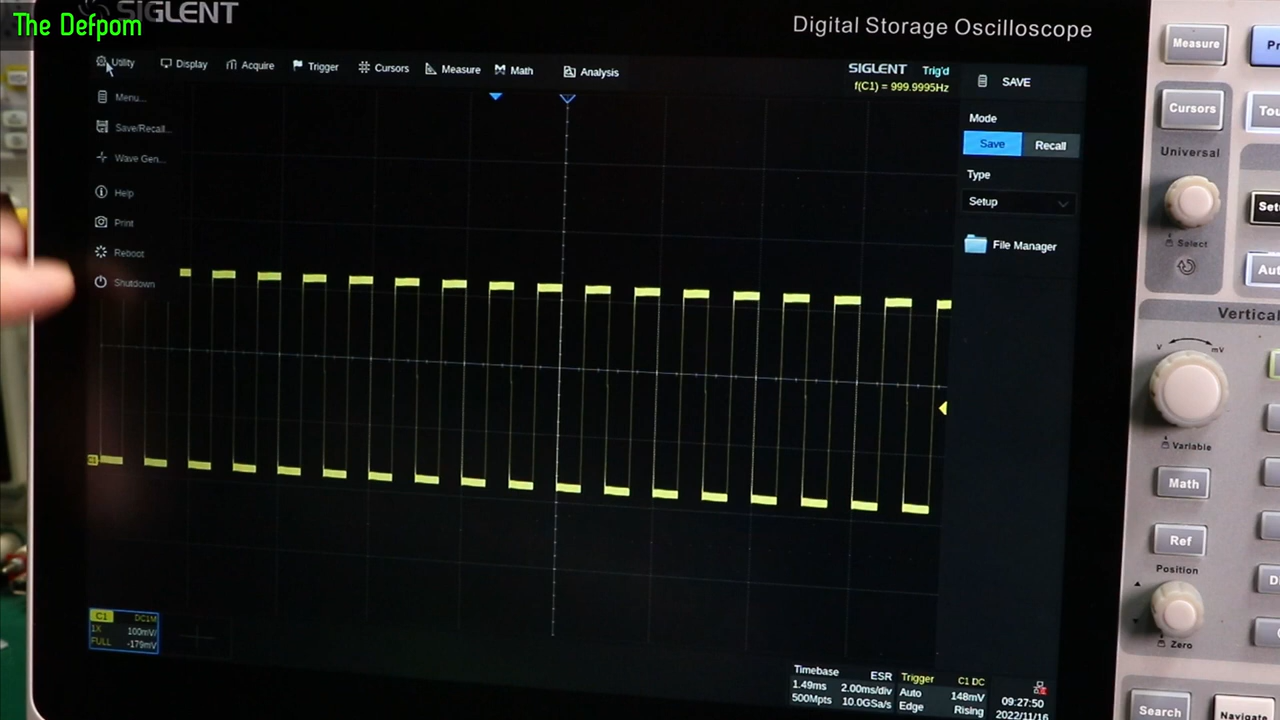 The Defpom
SIGLENT
Digital Storage Oscilloscope
Utility
Display
Acquire
Trigger
Cursors
Measure
Math
Analysis
SIGLENT
Trig'd
f(C1) = 999.9995Hz
SAVE
Menu...
Save/Recall...
Wave Gen...
Help
Print
Reboot
Shutdown
Mode
Save
Recall
Type
Setup
File Manager
C1
C1
DC1M
1X
100mV/
FULL
-179mV
Timebase
ESR
1.49ms
2.00ms/div
500Mpts
10.0GSa/s
Trigger
C1 DC
Auto
148mV
Edge
Rising
09:27:50
2022/11/16
Measure
Cursors
Universal
Select
Vertical
V
mV
Variable
Math
Ref
Position
Zero
Search
Navigate